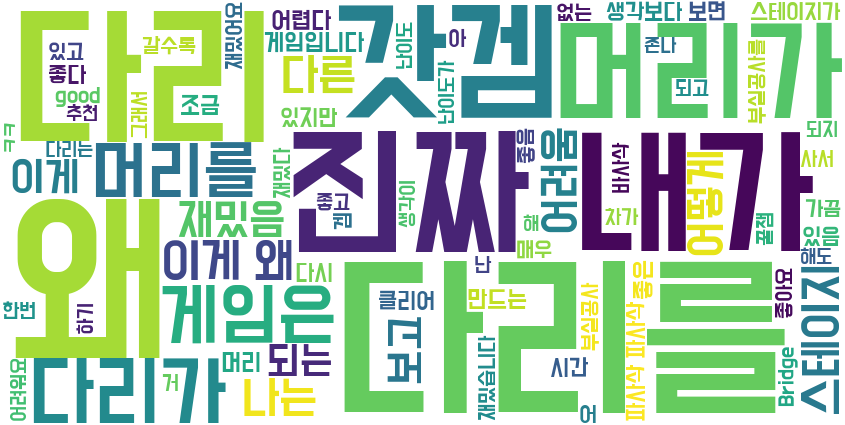 다리
갓겜
머리가
왜
진짜
내가
다리를
있고
좋다
갈수록
재밌어요
어렵다
게임입니다
다른
good
추천
그래서
조금
있지만
난이도
난이도가
아
없는
생각보다
보면
스테이지가
존나
되고
부실공사를
ㅋㅋ
다리는
이게
머리를
재밌다
좋고
겜
생각이
좋음
해
어려움
바사삭
차가
어떻게
되지
사서
가끔
꿀잼
있음
재밌음
이게 왜
다시
매우
난
해도
한번
하기
게임은
보고
클리어
만드는
부실공사
좋은
파사삭 파사삭
좋아요
스테이지
어려워요
다리가
거
머리
되는
나는
재밌습니다
시간
어
Bridge